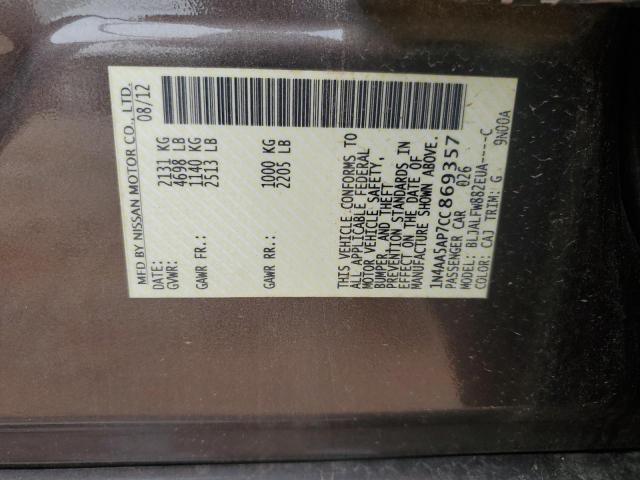 MFD BY NISSAN MOTOR CO., LTD.
DATE: 08/12
GVWR: 2131 KG
4698 LB
GAWR FR: 1140 KG
2513 LB
GAWR RR: 1000 KG
2205 LB
THIS VEHICLE CONFORMS TO
ALL APPLICABLE FEDERAL
MOTOR VEHICLE SAFETY,
BUMPER, AND THEFT
PREVENTION STANDARDS IN
EFFECT ON THE DATE OF
MANUFACTURE SHOWN ABOVE.
1N4AA5AP7CC869357
PASSENGER CAR 026
MODEL: BLJALFW882EUA-----C
COLOR: CAJ TRIM: G 9N00A